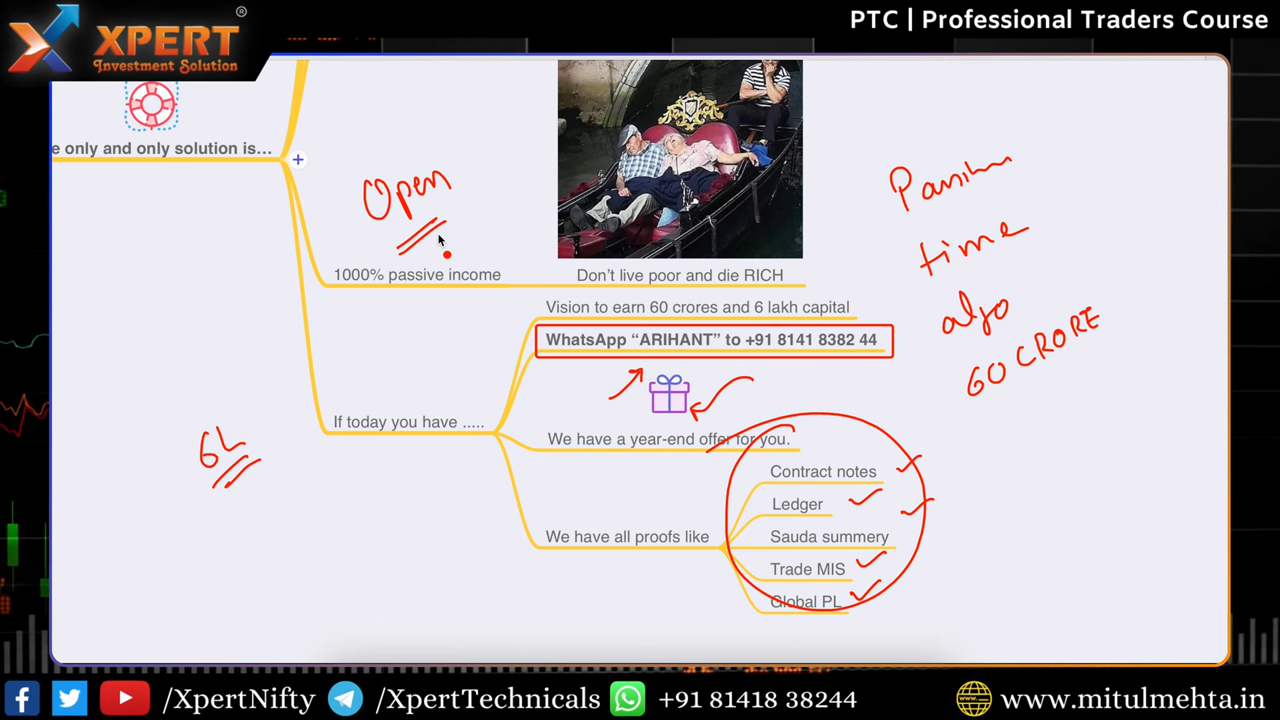 XPERT
®
Investment Solution
PTC | Professional Traders Course
e only and only solution is...
Open
Passive
time
also
60 CRORE
1000% passive income
Don't live poor and die RICH
Vision to earn 60 crores and 6 lakh capital
WhatsApp “ARIHANT” to +91 8141 8382 44
If today you have .....
6L
We have a year-end offer for you.
We have all proofs like
Contract notes
Ledger
Sauda summery
Trade MIS
Global PL
/XpertNifty
/XpertTechnicals
+91 81418 38244
www.mitulmehta.in